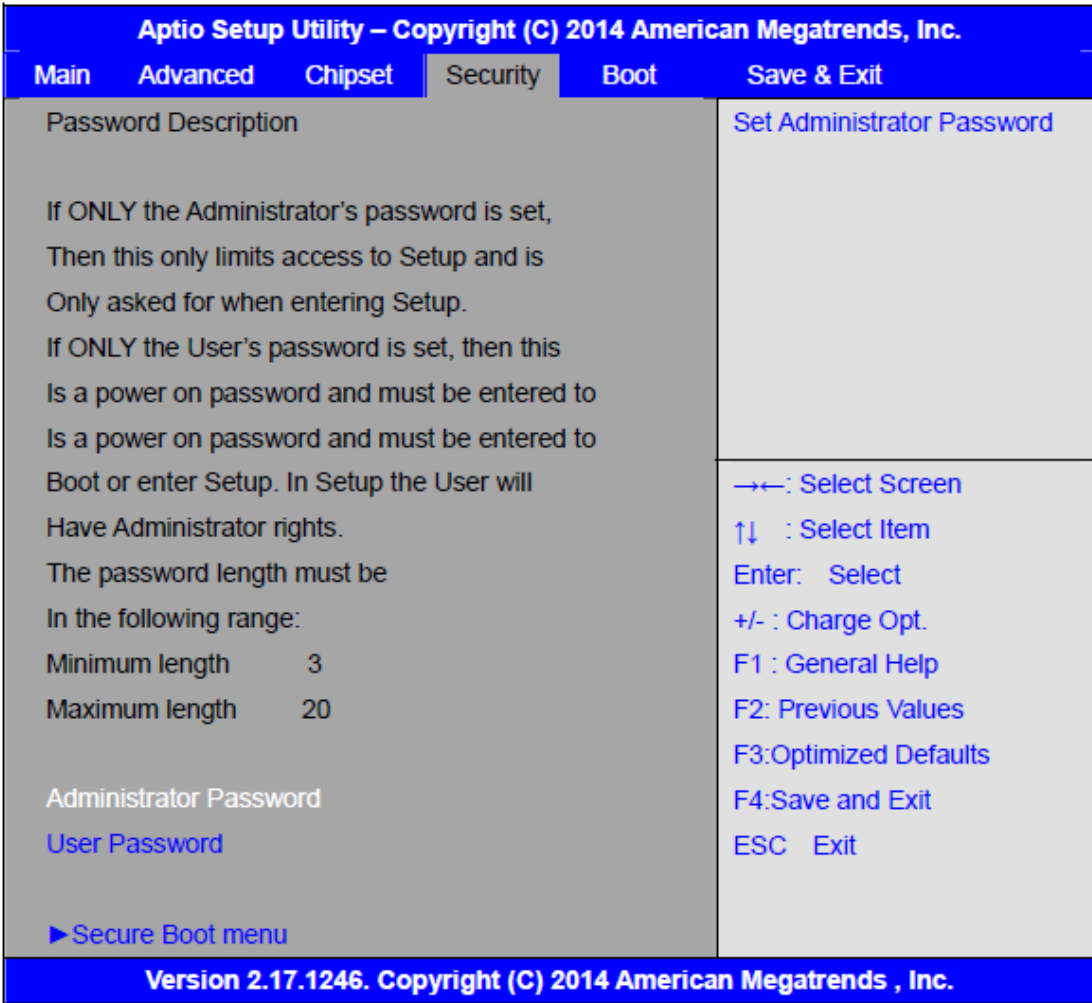 Aptio Setup Utility – Copyright (C) 2014 American Megatrends, Inc.
Main Advanced Chipset Security Boot Save & Exit
Password Description
If ONLY the Administrator's password is set,
Then this only limits access to Setup and is
Only asked for when entering Setup.
If ONLY the User's password is set, then this
Is a power on password and must be entered to
Is a power on password and must be entered to
Boot or enter Setup. In Setup the User will
Have Administrator rights.
The password length must be
In the following range:
Minimum length 3
Maximum length 20
Administrator Password
User Password
►Secure Boot menu
Set Administrator Password
→←: Select Screen
↑↓ : Select Item
Enter: Select
+/- : Charge Opt.
F1 : General Help
F2: Previous Values
F3:Optimized Defaults
F4:Save and Exit
ESC Exit
Version 2.17.1246. Copyright (C) 2014 American Megatrends , Inc.